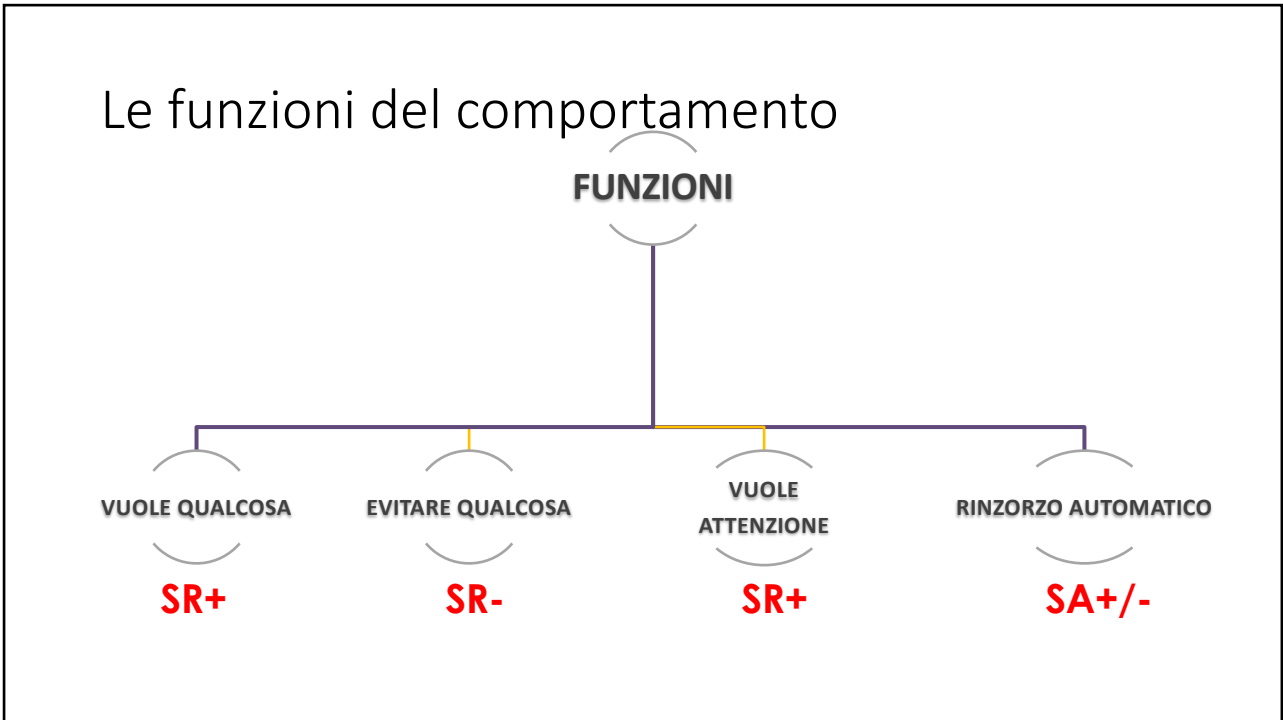 Le funzioni del comportamento
FUNZIONI
VUOLE QUALCOSA
SR+
EVITARE QUALCOSA
SR-
VUOLE
ATTENZIONE
SR+
RINZORZO AUTOMATICO
SA+/-